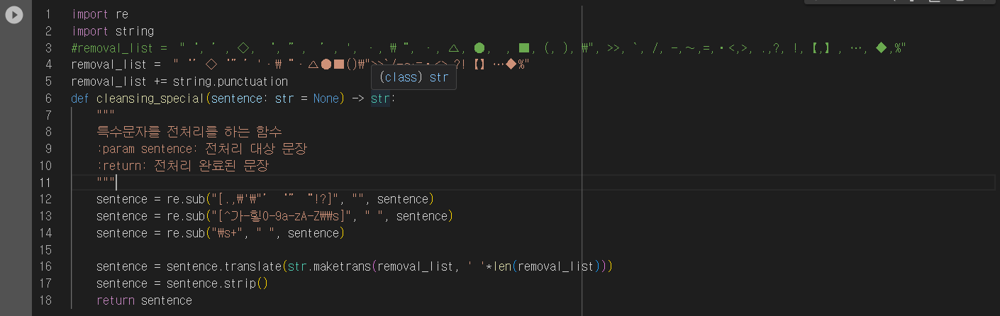 import re
import string
#removal_list = " ‘, ’ , ◇, ‘, ” , ’ , ', · , ₩ “, · , △, ●, , ■, (, ), ₩", >>, `, /, -,~,=,·<,>, .,?, !,【,】, …, ◆,%"
removal_list = " ‘ ’ ◇ ‘ ” ’ ' · ₩ “ · △●■()₩">>`/-~=·<>.?!【】…◆%"
removal_list += string.punctuation
(class) str
def cleansing_special(sentence: str = None) -> str:
"""
특수문자를 전처리를 하는 함수
:param sentence: 전처리 대상 문장
:return: 전처리 완료된 문장
"""
sentence = re.sub("[.,₩'₩"’ ‘” “!?]", "", sentence)
sentence = re.sub("[^가-힣0-9a-zA-Z₩₩s]", " ", sentence)
sentence = re.sub("₩s+", " ", sentence)
sentence = sentence.translate(str.maketrans(removal_list, ' '*len(removal_list)))
sentence = sentence.strip()
return sentence